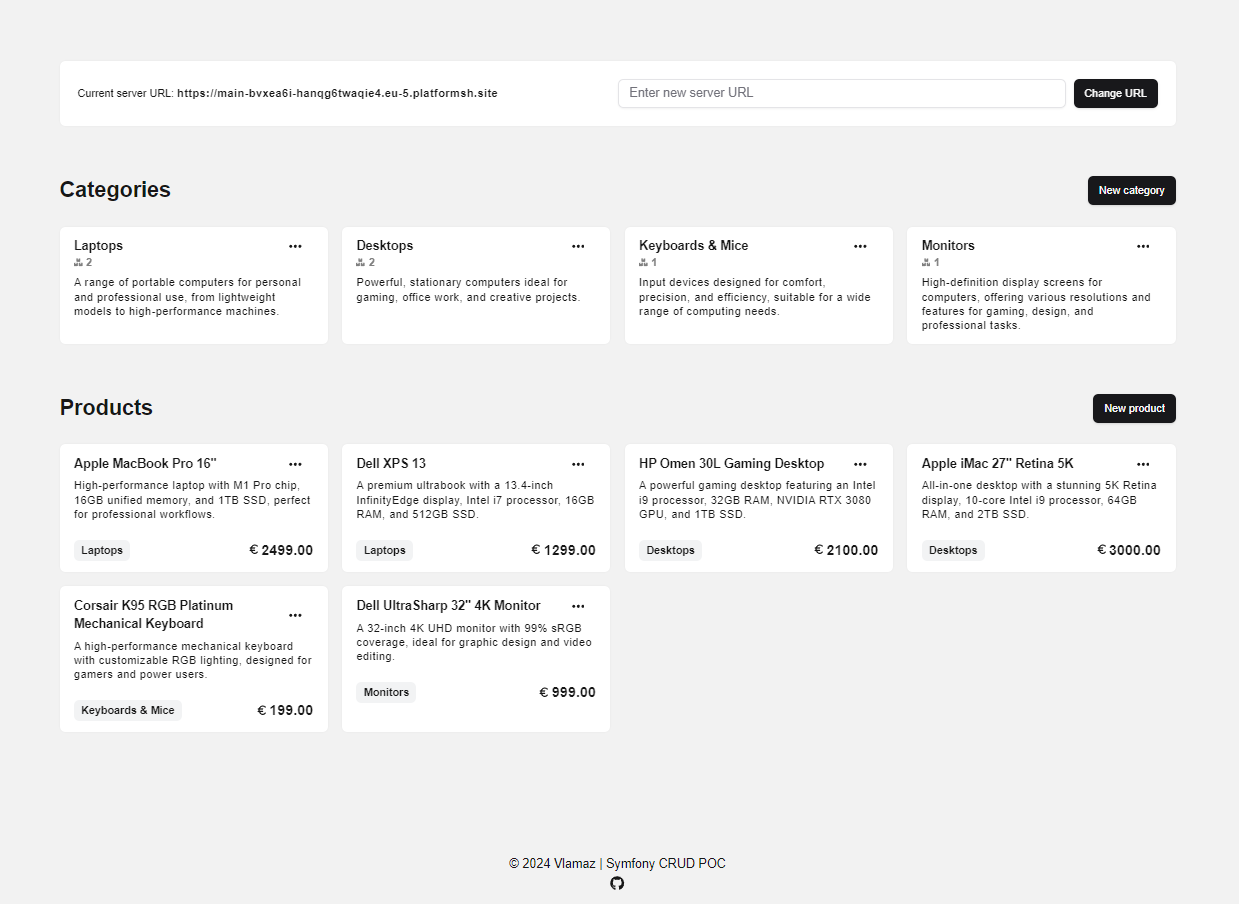 Current server URL: https://main-bvxea6i-hanqg6twaqie4.eu-5.platformsh.site
Enter new server URL
Change URL
Categories
New category
Laptops
2
A range of portable computers for personal
and professional use, from lightweight
models to high-performance machines.
Desktops
2
Powerful, stationary computers ideal for
gaming, office work, and creative projects.
Keyboards & Mice
1
Input devices designed for comfort,
precision, and efficiency, suitable for a wide
range of computing needs.
Monitors
1
High-definition display screens for
computers, offering various resolutions and
features for gaming, design, and
professional tasks.
Products
New product
Apple MacBook Pro 16"
High-performance laptop with M1 Pro chip,
16GB unified memory, and 1TB SSD, perfect
for professional workflows.
Laptops
€ 2499.00
Dell XPS 13
A premium ultrabook with a 13.4-inch
InfinityEdge display, Intel i7 processor, 16GB
RAM, and 512GB SSD.
Laptops
€ 1299.00
HP Omen 30L Gaming Desktop
A powerful gaming desktop featuring an Intel
i9 processor, 32GB RAM, NVIDIA RTX 3080
GPU, and 1TB SSD.
Desktops
€ 2100.00
Apple iMac 27" Retina 5K
All-in-one desktop with a stunning 5K Retina
display, 10-core Intel i9 processor, 64GB
RAM, and 2TB SSD.
Desktops
€ 3000.00
Corsair K95 RGB Platinum
Mechanical Keyboard
A high-performance mechanical keyboard
with customizable RGB lighting, designed for
gamers and power users.
Keyboards & Mice
€ 199.00
Dell UltraSharp 32" 4K Monitor
A 32-inch 4K UHD monitor with 99% sRGB
coverage, ideal for graphic design and video
editing.
Monitors
€ 999.00
© 2024 Vlamaz | Symfony CRUD POC